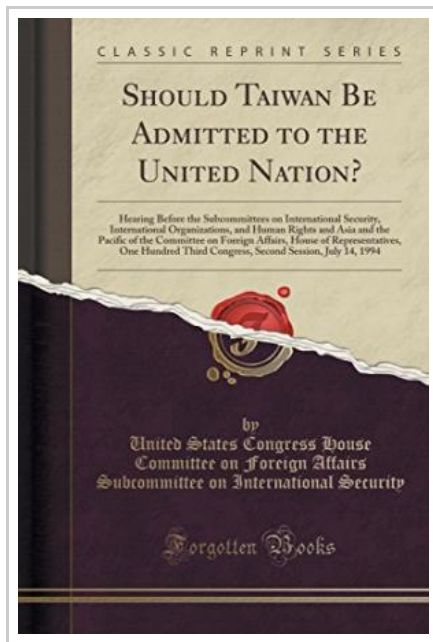 CLASSIC REPRINT SERIES
SHOULD TAIWAN BE
ADMITTED TO THE
UNITED NATION?
Hearing Before the Subcommittees on International Security,
International Organizations, and Human Rights and Asia and the
Pacific of the Committee on Foreign Affairs, House of Representatives,
One Hundred Third Congress, Second Session, July 14, 1994
by
United States Congress House
Committee on Foreign Affairs
Subcommittee on International Security
Forgotten Books